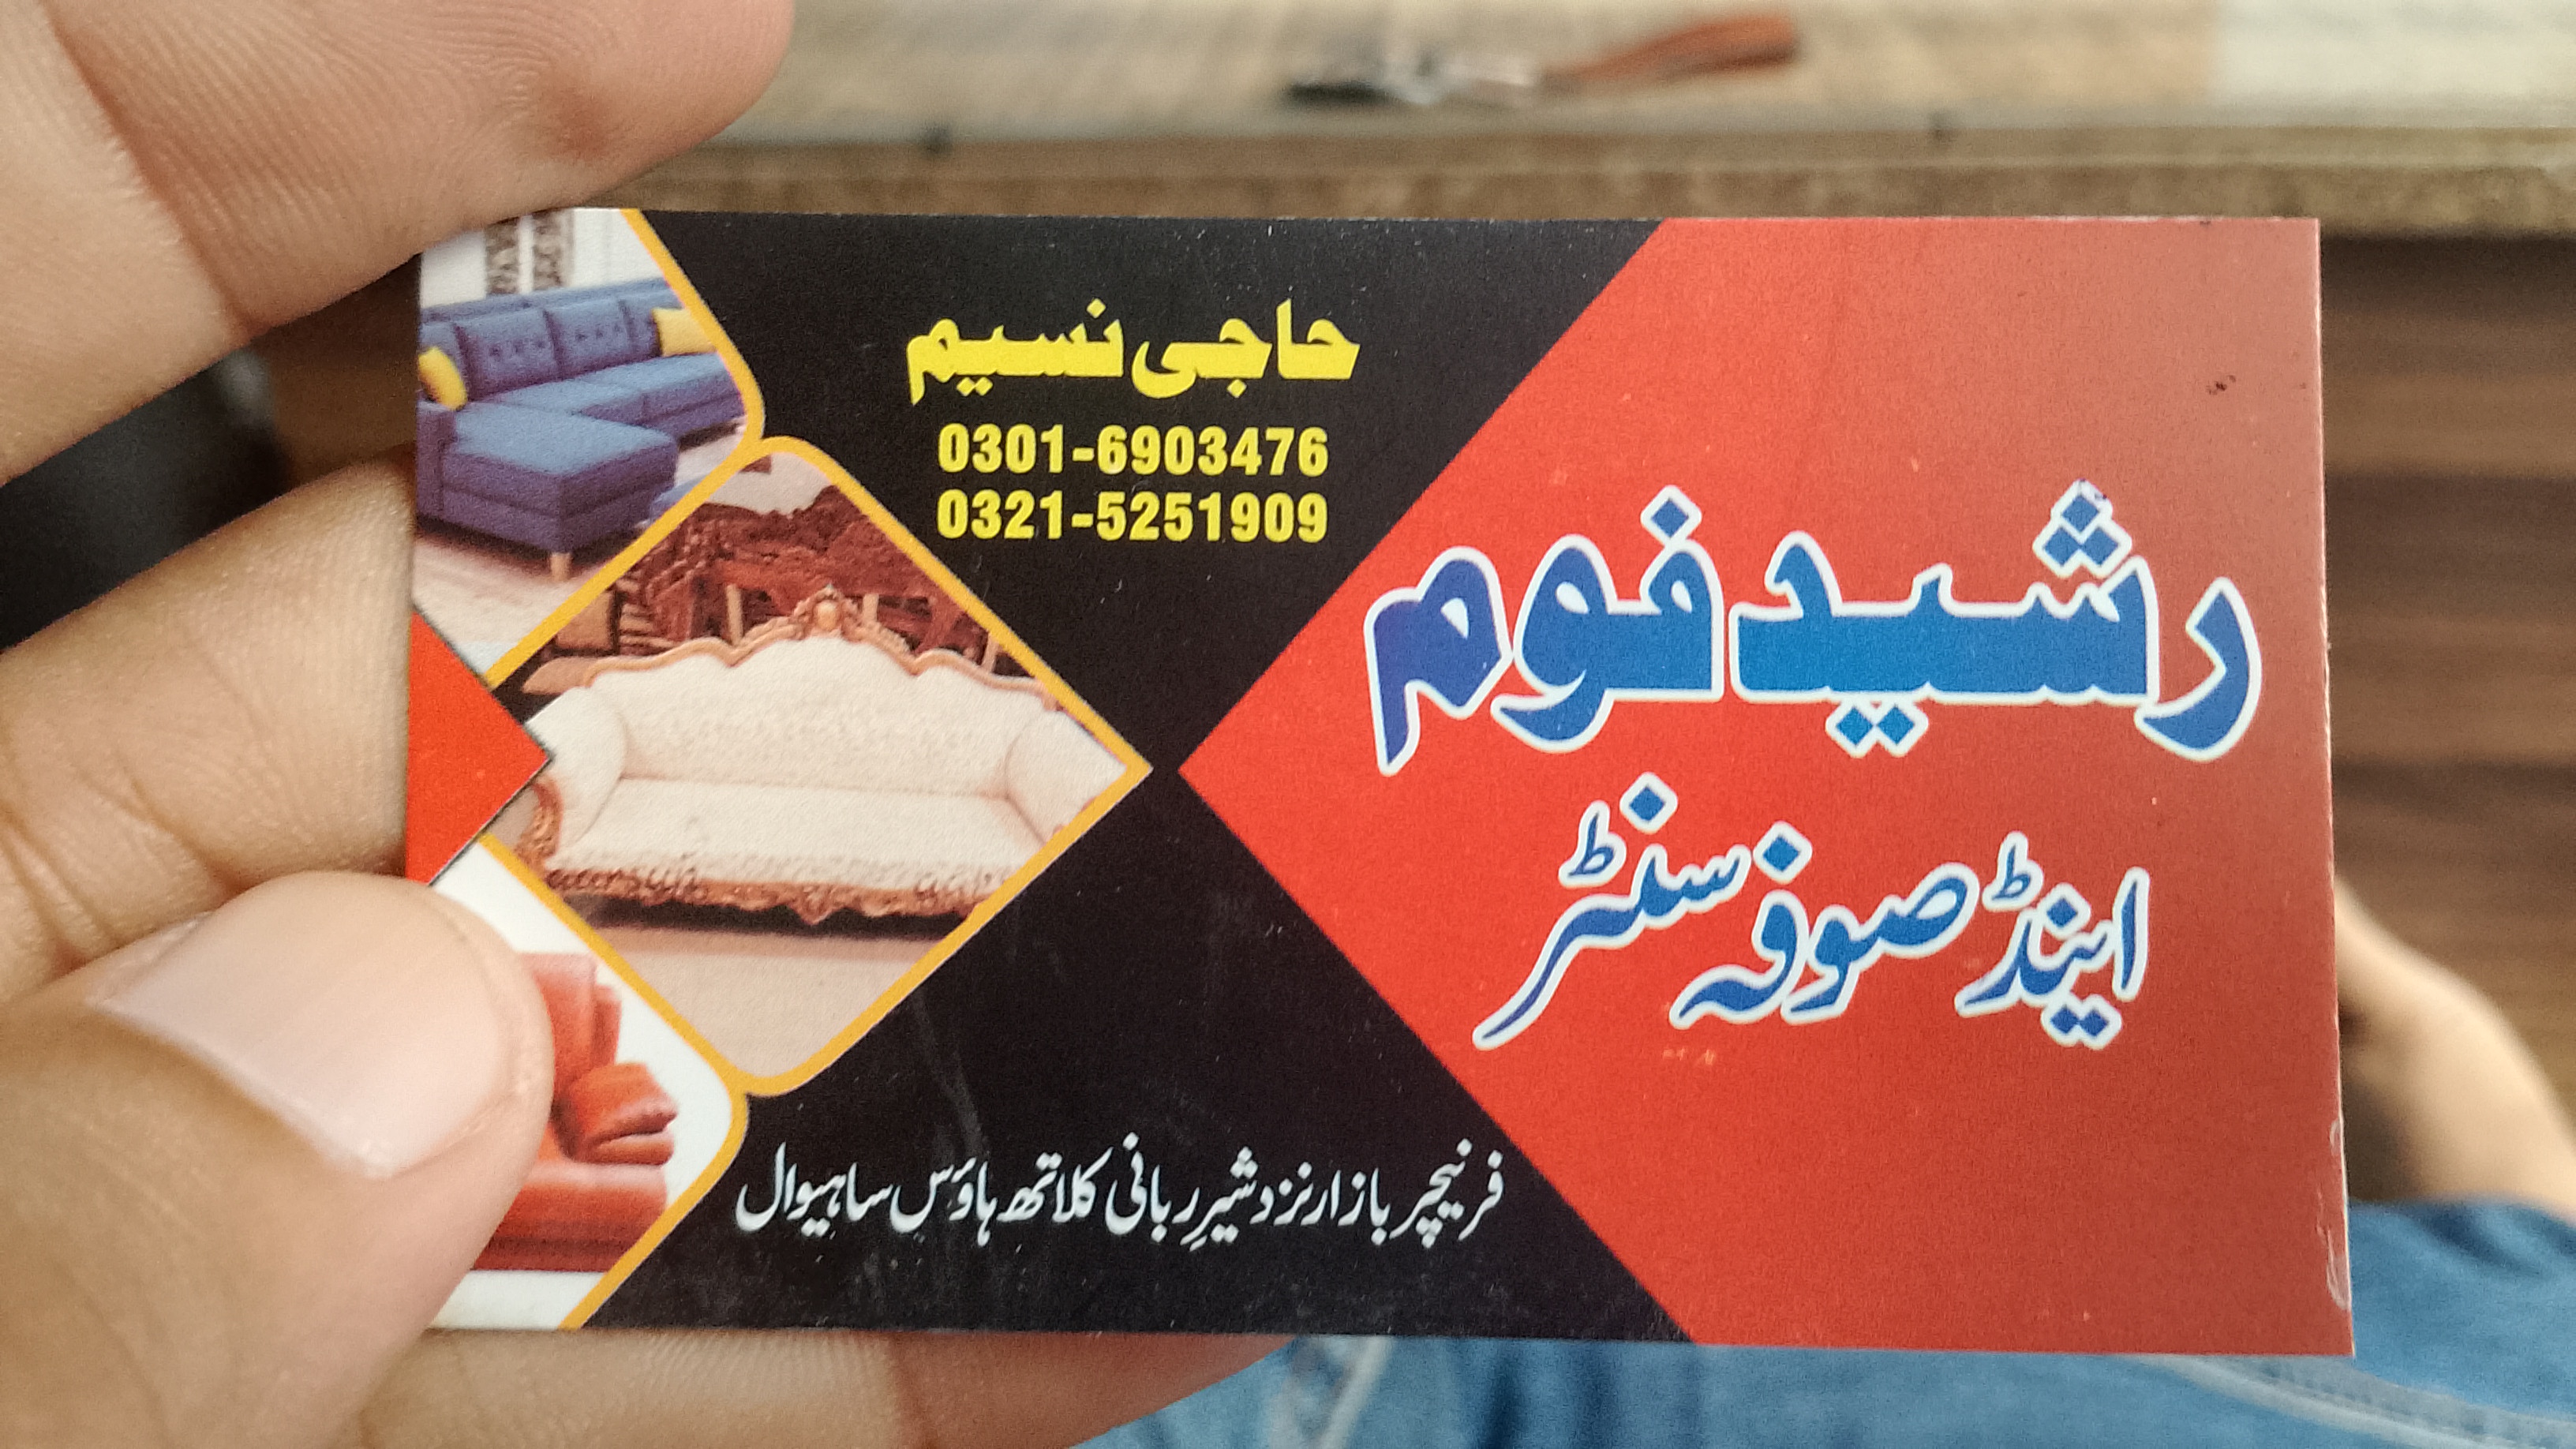 رشید فوم
اینڈ صوفہ سنٹر
حاجی نسیم
0301-6903476
0321-5251909
فرنیچر بازار نزد شیرِ ربانی کلاتھ ہاؤس ساہیوال